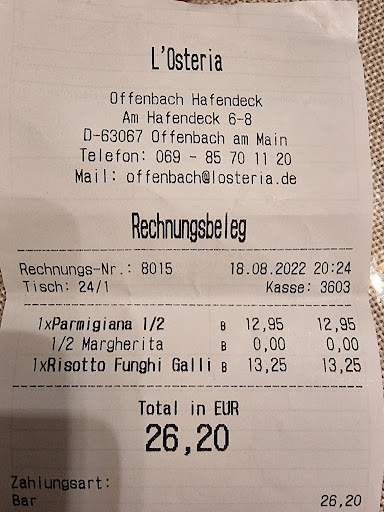 L'Osteria
Offenbach Hafendeck
Am Hafendeck 6-8
D-63067 Offenbach am Main
Telefon: 069 - 85 70 11 20
Mail: offenbach@losteria.de
Rechnungsbeleg
Rechnungs-Nr.: 8015 18.08.2022 20:24
Tisch: 24/1 Kasse: 3603
1xParmigiana 1/2 B 12,95 12,95
1/2 Margherita B 0,00 0,00
1xRisotto Funghi Galli B 13,25 13,25
Total in EUR
26,20
Zahlungsart:
Bar 26,20